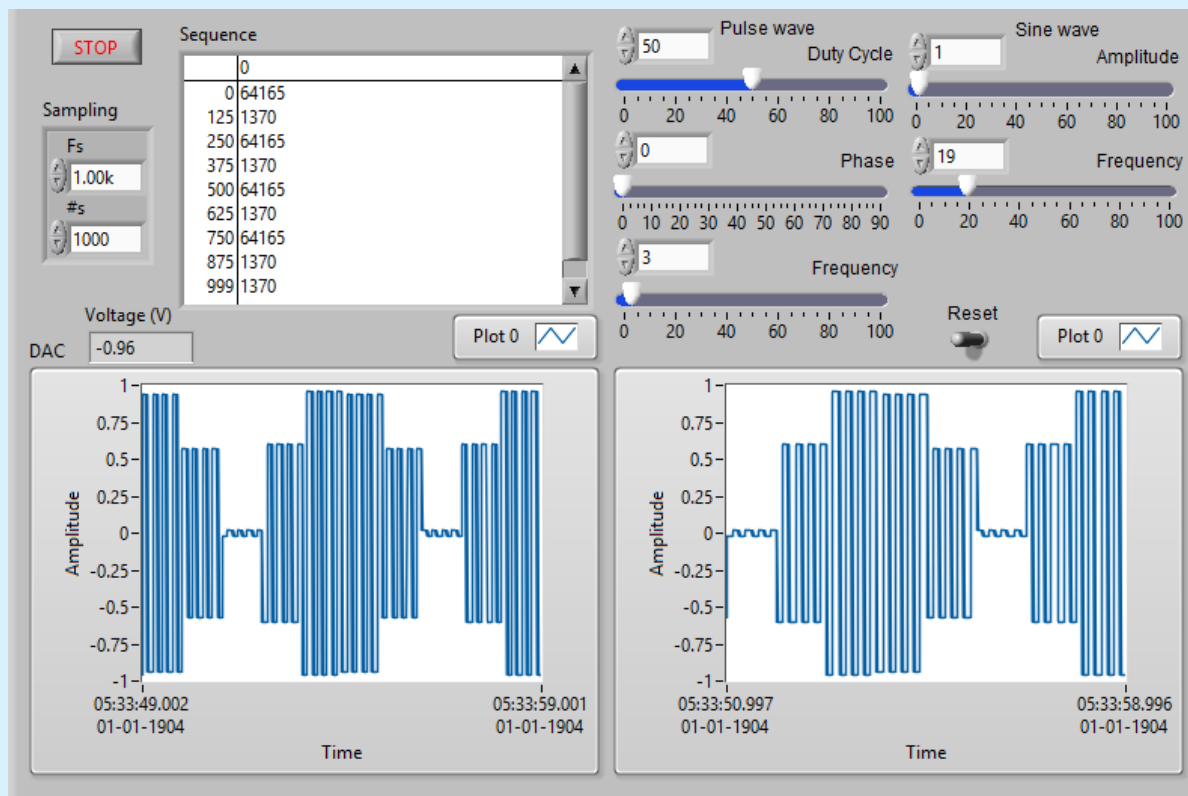 STOP
Sequence
0
0 64165
125 1370
250 64165
375 1370
500 64165
625 1370
750 64165
875 1370
999 1370
Sampling
Fs
1.00k
#s
1000
Voltage (V)
DAC -0.96
Plot 0
Pulse wave
50
Duty Cycle
0 20 40 60 80 100
0
Phase
0 10 20 30 40 50 60 70 80 90
3
Frequency
0 20 40 60 80 100
Sine wave
1
Amplitude
0 20 40 60 80 100
19
Frequency
0 20 40 60 80 100
Reset
Plot 0
1
0.75
0.5
0.25
0
-0.25
-0.5
-0.75
-1
Amplitude
05:33:49.002 05:33:59.001
01-01-1904 01-01-1904
Time
1
0.75
0.5
0.25
0
-0.25
-0.5
-0.75
-1
Amplitude
05:33:50.997 05:33:58.996
01-01-1904 01-01-1904
Time